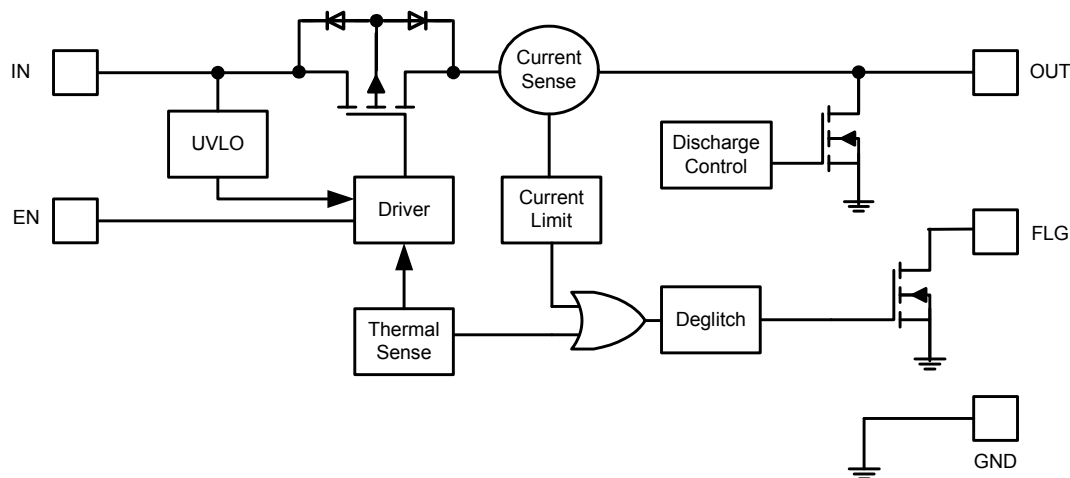 IN
Current
Sense
OUT
UVLO
Discharge
Control
EN
Driver
Current
Limit
FLG
Thermal
Sense
Deglitch
GND